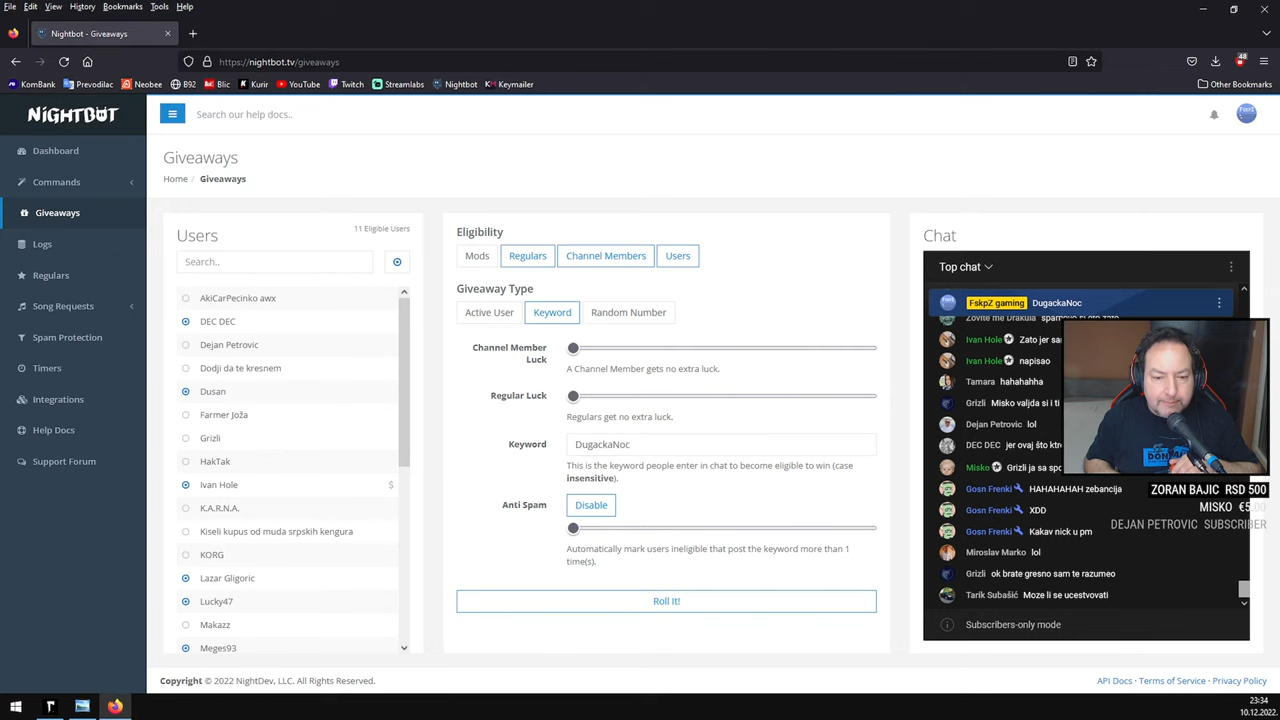 File Edit View History Bookmarks Tools Help
Nightbot - Giveaways
https://nightbot.tv/giveaways
48
KomBank Prevodilac Neobee B92 Blic Kurir YouTube Twitch Streamlabs Nightbot Keymailer Other Bookmarks
NIGHTBOT
Search our help docs..
Dashboard
Commands
Giveaways
Logs
Regulars
Song Requests
Spam Protection
Timers
Integrations
Help Docs
Support Forum
Giveaways
Home / Giveaways
Users
11 Eligible Users
Search..
AkiCarPecinko awx
DEC DEC
Dejan Petrovic
Dodji da te kresnem
Dusan
Farmer Joža
Grizli
HakTak
Ivan Hole $
K.A.R.N.A.
Kiseli kupus od muda srpskih kengura
KORG
Lazar Gligoric
Lucky47
Makazz
Meges93
Eligibility
Mods Regulars Channel Members Users
Giveaway Type
Active User Keyword Random Number
Channel Member
Luck
A Channel Member gets no extra luck.
Regular Luck
Regulars get no extra luck.
Keyword DugackaNoc
This is the keyword people enter in chat to become eligible to win (case
insensitive).
Anti Spam Disable
Automatically mark users ineligible that post the keyword more than 1
time(s).
Roll It!
Chat
Top chat
FskpZ gaming DugackaNoc
Zovite me Drakula
Ivan Hole Zato jer
Ivan Hole napisao
Tamara hahahahha
Grizli Misko valjda si i ti
Dejan Petrovic lol
DEC DEC jer ovaj što
Misko Grizli ja sa
Gosn Frenki HAHAHAHAH zebancija
Gosn Frenki XDD
Gosn Frenki Kakav nick u pm
Miroslav Marko lol
Grizli ok brate gresno sam te razumeo
Tarik Subašić Moze li se ucestvovati
Subscribers-only mode
ZORAN BAJIC RSD 500
MISKO €5.00
DEJAN PETROVIC SUBSCRIBER
Copyright © 2022 NightDev, LLC. All Rights Reserved.
API Docs · Terms of Service · Privacy Policy
23:34
10.12.2022.